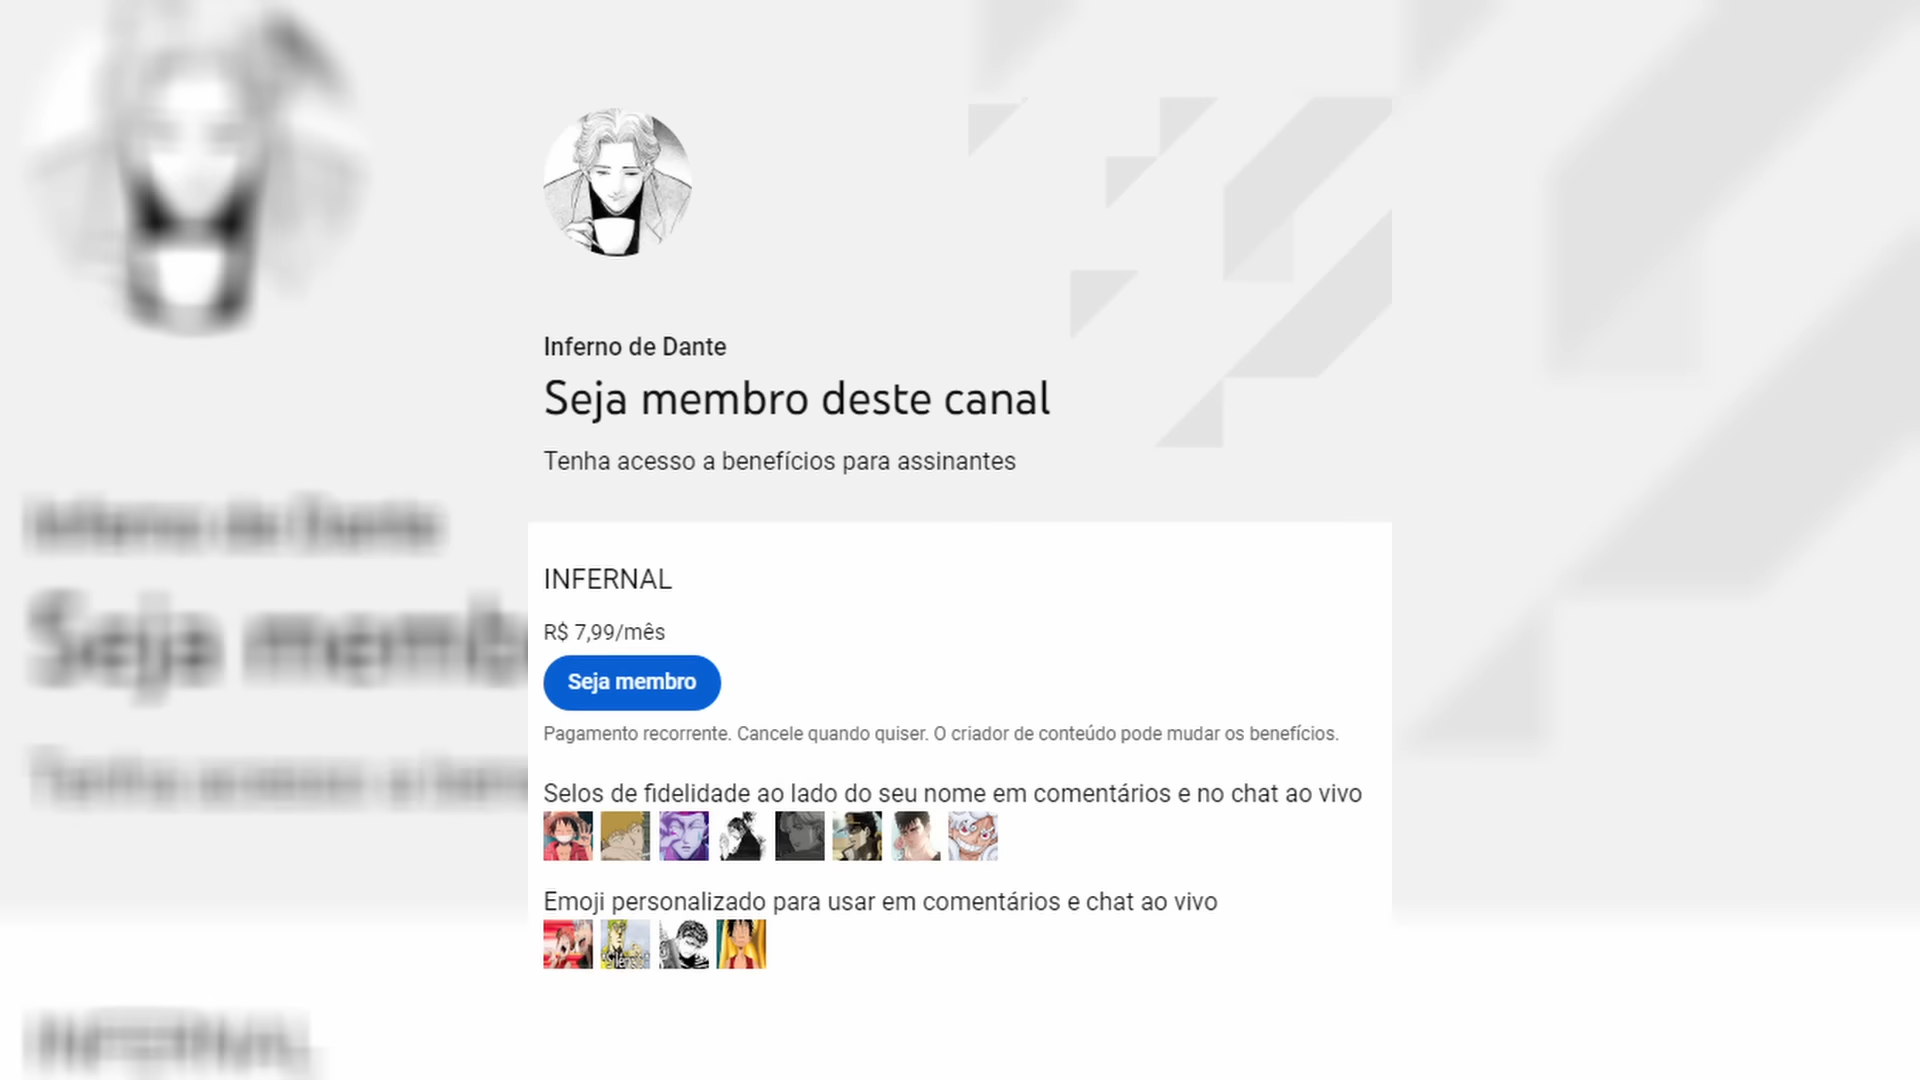 Inferno de Dante
Seja membro deste canal
Tenha acesso a benefícios para assinantes
INFERNAL
R$ 7,99/mês
Seja membro
Pagamento recorrente. Cancele quando quiser. O criador de conteúdo pode mudar os benefícios.
Selos de fidelidade ao lado do seu nome em comentários e no chat ao vivo
Emoji personalizado para usar em comentários e chat ao vivo
Silêncio